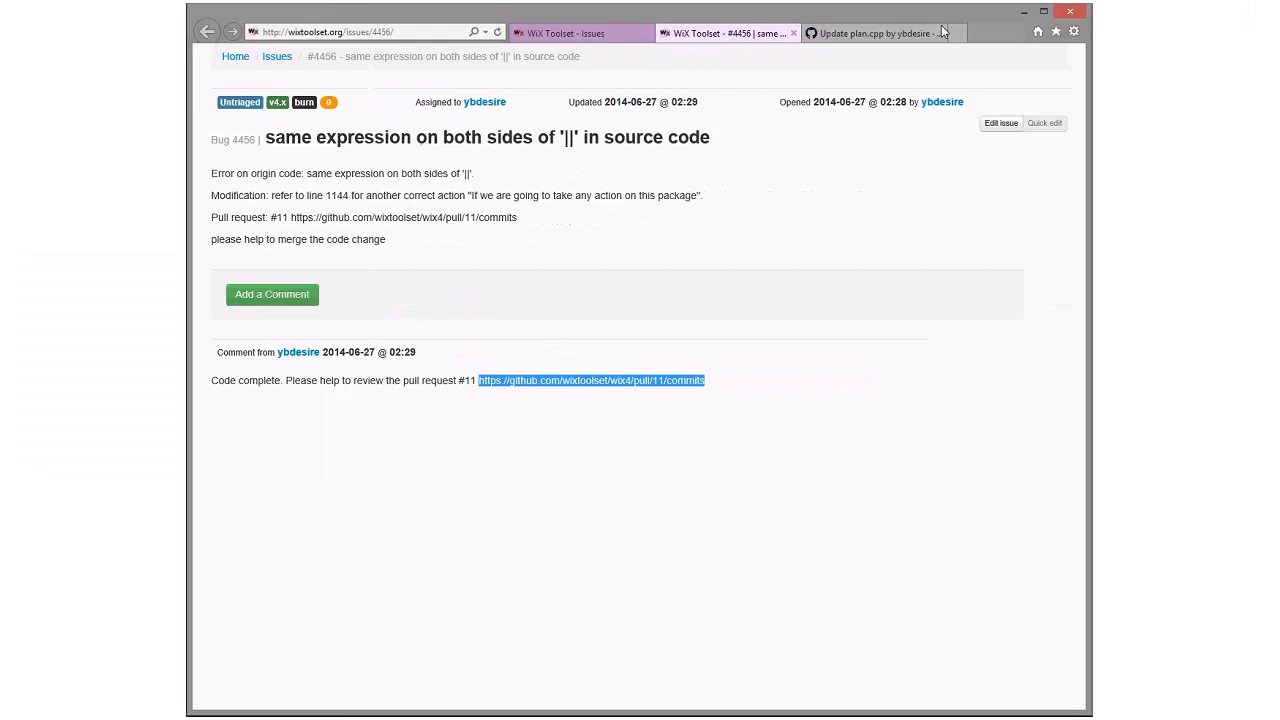 http://wixtoolset.org/issues/4456/
WiX Toolset - Issues
WiX Toolset - #4456 | same ...
Update plan.cpp by ybdesire · ...
Home / Issues / #4456 - same expression on both sides of '||' in source code
Untriaged v4.x burn 0
Assigned to ybdesire
Updated 2014-06-27 @ 02:29
Opened 2014-06-27 @ 02:28 by ybdesire
Edit issue Quick edit
Bug 4456 | same expression on both sides of '||' in source code
Error on origin code: same expression on both sides of '||'.
Modification: refer to line 1144 for another correct action "If we are going to take any action on this package".
Pull request: #11 https://github.com/wixtoolset/wix4/pull/11/commits
please help to merge the code change
Add a Comment
Comment from ybdesire 2014-06-27 @ 02:29
Code complete. Please help to review the pull request #11 https://github.com/wixtoolset/wix4/pull/11/commits